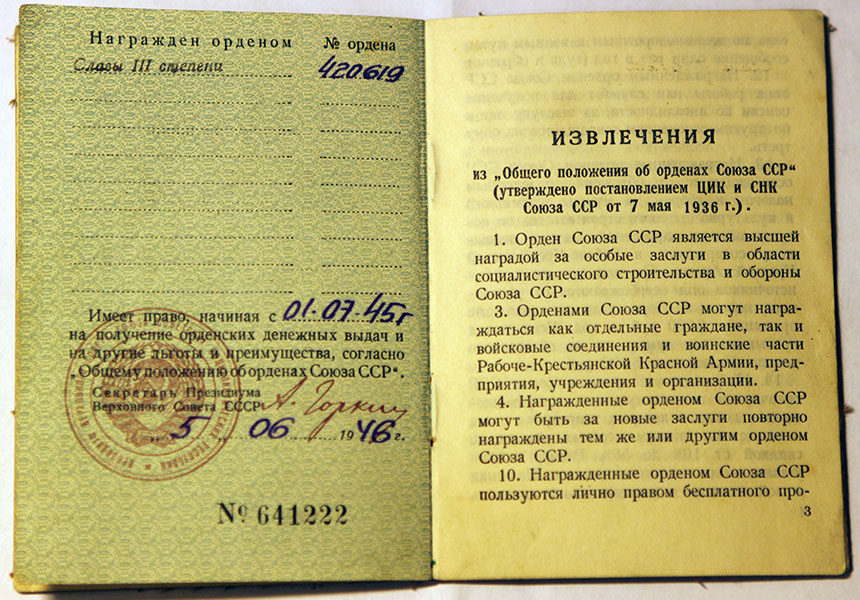 Награжден орденом № ордена
Славы III степени 420619
Имеет право, начиная с 01-07-45г
на получение орденских денежных выдач и
на другие льготы и преимущества, согласно
„Общему положению об орденах Союза ССР“.
Секретарь Президиума
Верховного Совета СССР А. Горкин
„5 06 1946 г.
№ 641222
ИЗВЛЕЧЕНИЯ
из „Общего положения об орденах Союза ССР“
(утверждено постановлением ЦИК и СНК
Союза ССР от 7 мая 1936 г.).
1. Орден Союза ССР является высшей
наградой за особые заслуги в области
социалистического строительства и обороны
Союза ССР.
3. Орденами Союза ССР могут награ-
ждаться как отдельные граждане, так и
войсковые соединения и воинские части
Рабоче-Крестьянской Красной Армии, пред-
приятия, учреждения и организации.
4. Награжденные орденом Союза ССР
могут быть за новые заслуги повторно
награждены тем же или другим орденом
Союза ССР.
10. Награжденные орденом Союза ССР
пользуются лично правом бесплатного про-
3